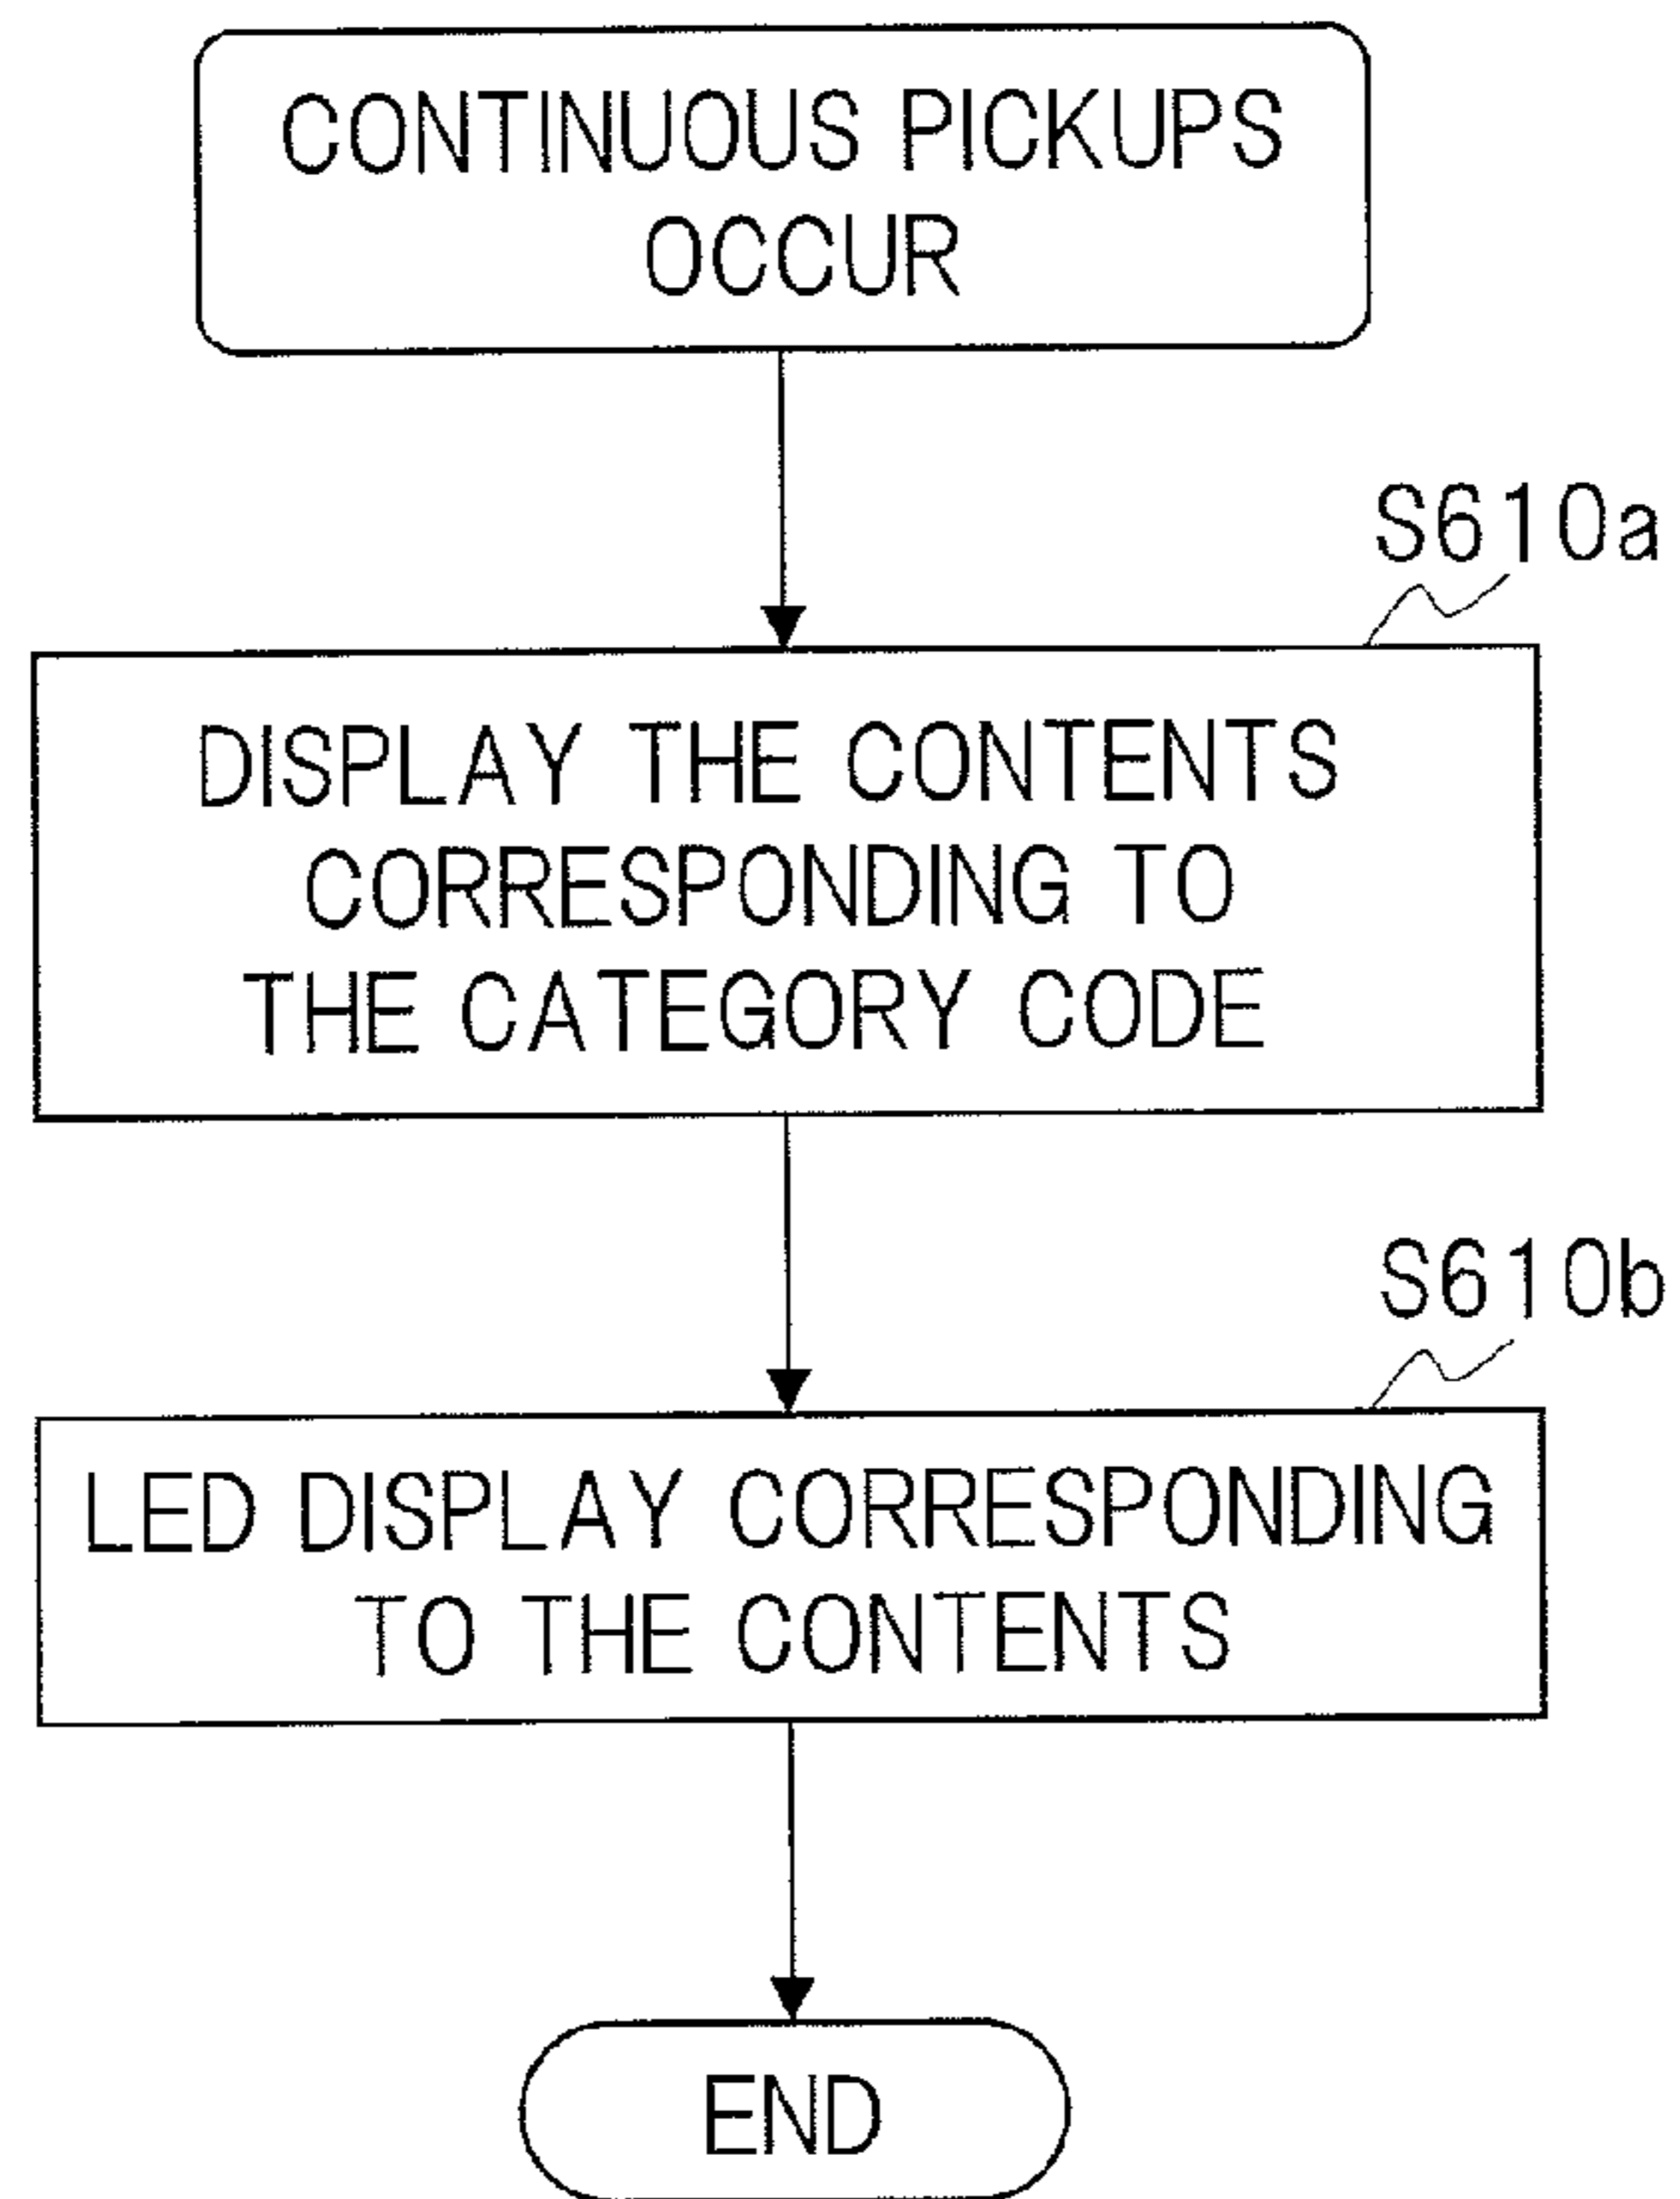 CONTINUOUS PICKUPS
OCCUR
S610a
DISPLAY THE CONTENTS
CORRESPONDING TO
THE CATEGORY CODE
S610b
LED DISPLAY CORRESPONDING
TO THE CONTENTS
END